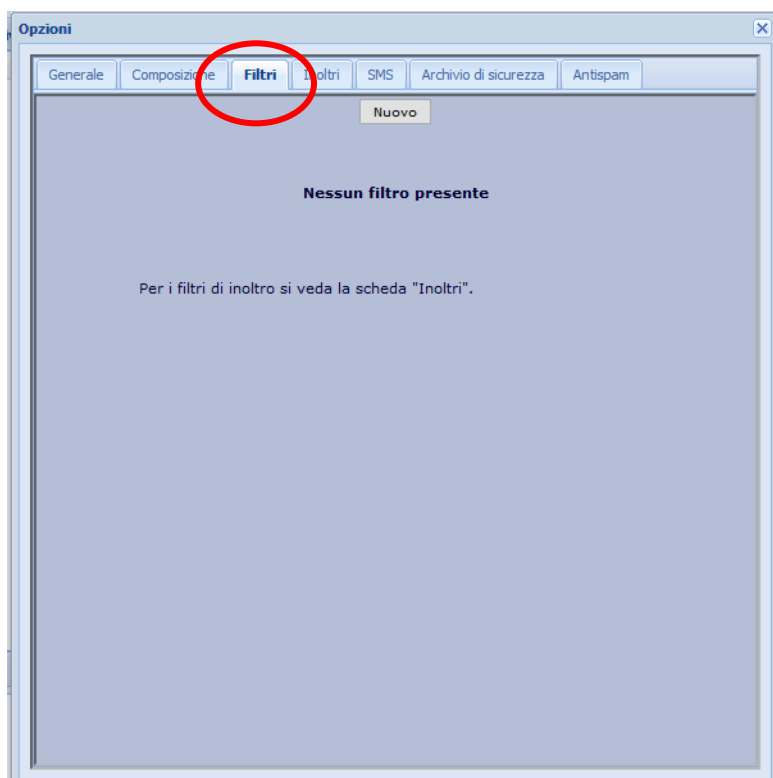 Opzioni
Generale Composizione Filtri Inoltri SMS Archivio di sicurezza Antispam
Nuovo
Nessun filtro presente
Per i filtri di inoltro si veda la scheda "Inoltri".